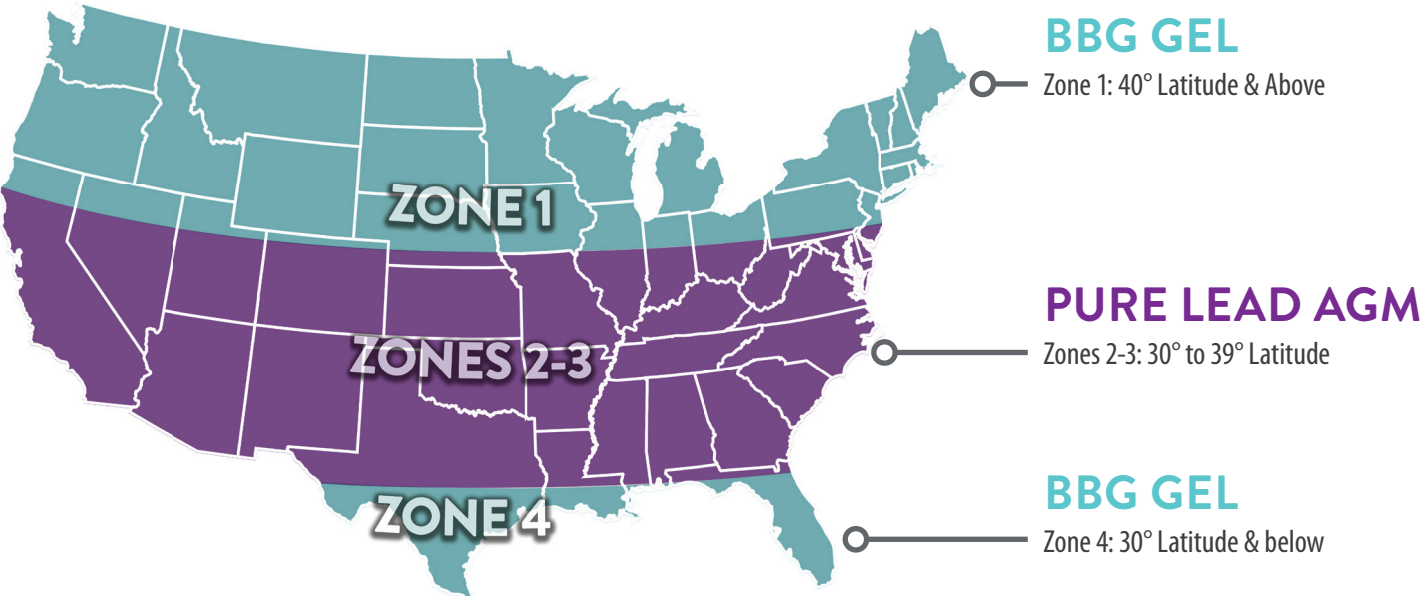 BBG GEL
Zone 1: 40° Latitude & Above
ZONE 1
PURE LEAD AGM
Zones 2-3: 30° to 39° Latitude
ZONES 2-3
BBG GEL
Zone 4: 30° Latitude & below
ZONE 4